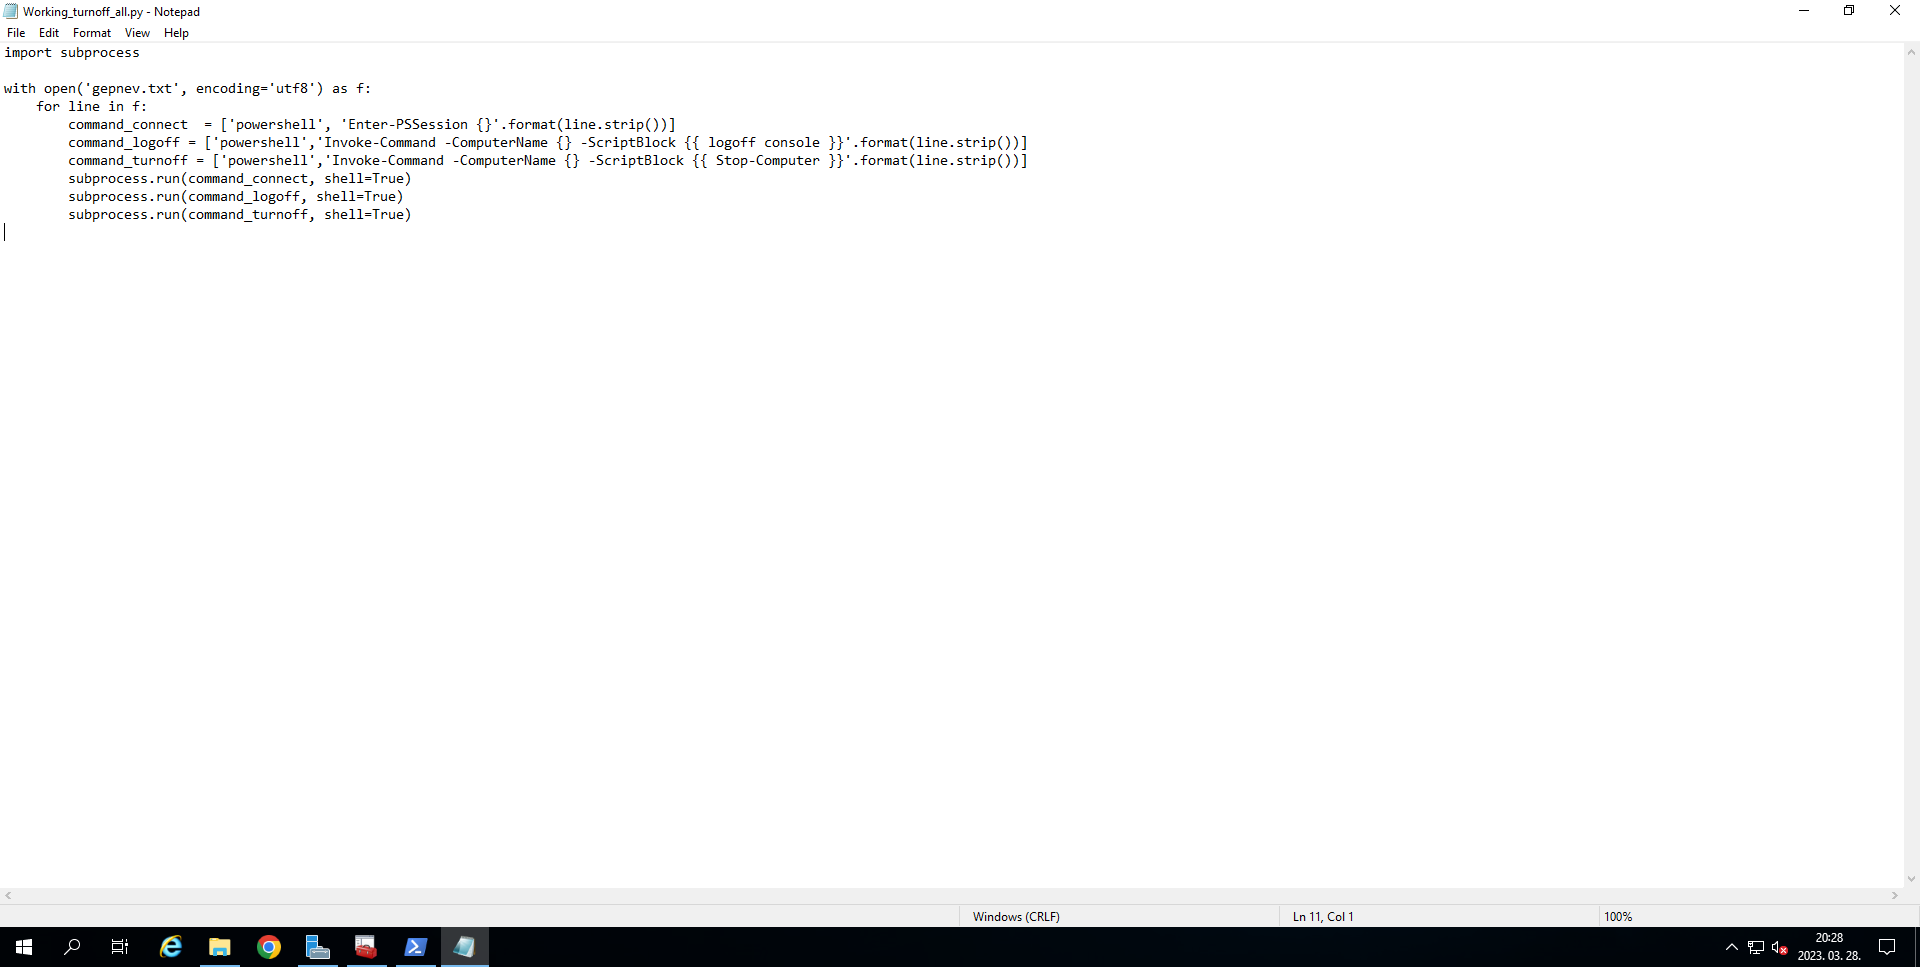 Working_turnoff_all.py - Notepad
File Edit Format View Help
import subprocess
with open('gepnev.txt', encoding='utf8') as f:
    for line in f:
        command_connect  = ['powershell', 'Enter-PSSession {}'.format(line.strip())]
        command_logoff = ['powershell','Invoke-Command -ComputerName {} -ScriptBlock {{ logoff console }}'.format(line.strip())]
        command_turnoff = ['powershell','Invoke-Command -ComputerName {} -ScriptBlock {{ Stop-Computer }}'.format(line.strip())]
        subprocess.run(command_connect, shell=True)
        subprocess.run(command_logoff, shell=True)
        subprocess.run(command_turnoff, shell=True)
Windows (CRLF) Ln 11, Col 1 100%
20:28
2023. 03. 28.